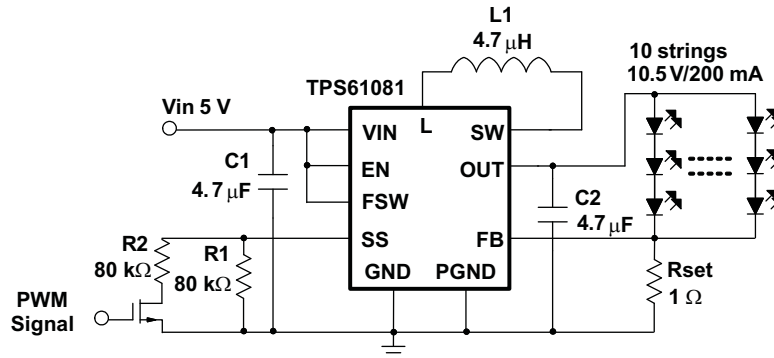 L1
4.7 μH
10 strings
10.5 V/200 mA
TPS61081
Vin 5 V
L
VIN
SW
EN
OUT
FSW
C1
4.7 μF
C2
4.7 μF
SS
FB
R2
80 kΩ
R1
80 kΩ
GND
PGND
Rset
1 Ω
PWM
Signal